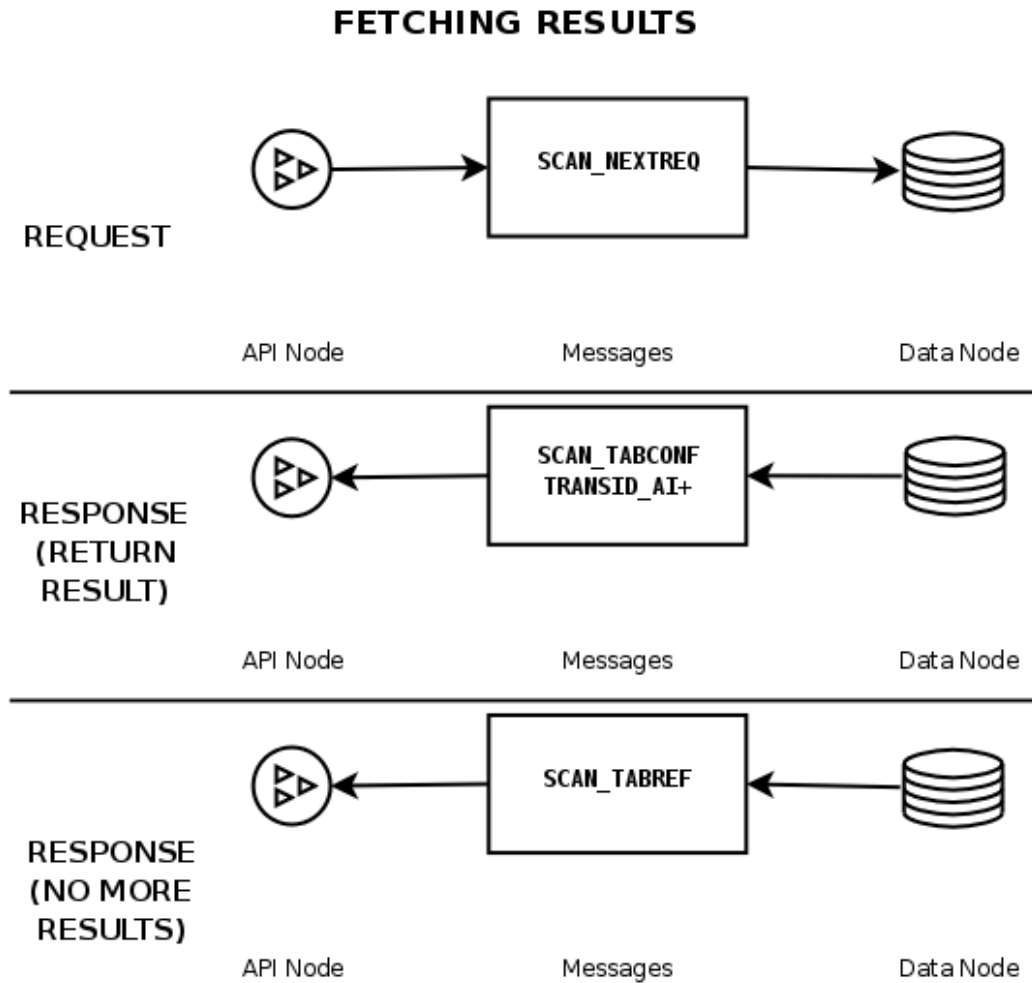 FETCHING RESULTS
SCAN_NEXTREQ
REQUEST
API Node
Messages
Data Node
SCAN_TABCONF
TRANSID_AI+
RESPONSE
(RETURN
RESULT)
API Node
Messages
Data Node
SCAN_TABREF
RESPONSE
(NO MORE
RESULTS)
API Node
Messages
Data Node